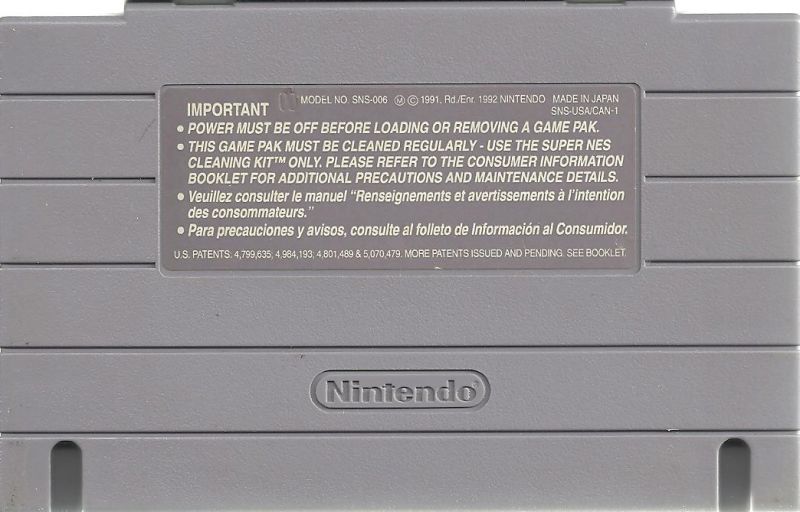 IMPORTANT MODEL NO. SNS-006 Ⓜ © 1991. Rd./Enr. 1992 NINTENDO MADE IN JAPAN
SNS-USA/CAN-1
• POWER MUST BE OFF BEFORE LOADING OR REMOVING A GAME PAK.
• THIS GAME PAK MUST BE CLEANED REGULARLY - USE THE SUPER NES
CLEANING KIT™ ONLY. PLEASE REFER TO THE CONSUMER INFORMATION
BOOKLET FOR ADDITIONAL PRECAUTIONS AND MAINTENANCE DETAILS.
• Veuillez consulter le manuel "Renseignements et avertissements à l'intention
des consommateurs."
• Para precauciones y avisos, consulte al folleto de Información al Consumidor.
U.S. PATENTS: 4,799,635; 4,984,193; 4,801,489 & 5,070,479. MORE PATENTS ISSUED AND PENDING. SEE BOOKLET.
Nintendo®